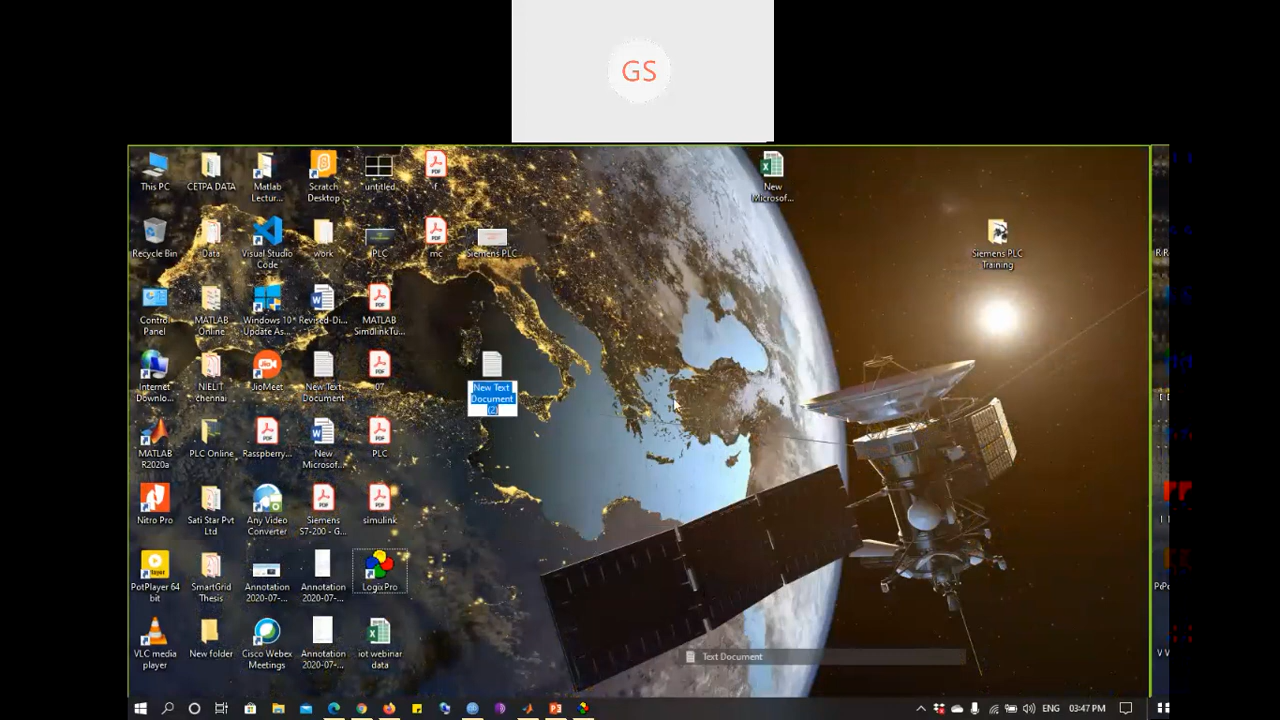 GS
This PC
CETPA DATA
Matlab
Lectur...
Scratch
Desktop
untitled
f
New
Microsof...
Recycle Bin
Data
Visual Studio
Code
work
PLC
mc
Siemens PLC
Siemens PLC
Training
Control
Panel
MATLAB
Online
Windows 10
Update As...
Revised-Di...
MATLAB
SimulinkTu...
Internet
Downlo...
NIELIT
chennai
JioMeet
New Text
Document
07
New Text
Document
(2)
MATLAB
R2020a
PLC Online
Raspberry...
New
Microsof...
PLC
Nitro Pro
Sati Star Pvt
Ltd
Any Video
Converter
Siemens
S7-200 - G...
simulink
PotPlayer 64
bit
SmartGrid
Thesis
Annotation
2020-07-...
Annotation
2020-07-...
LogixPro
VLC media
player
New folder
Cisco Webex
Meetings
Annotation
2020-07-...
iot webinar
data
Text Document
ENG
03:47 PM